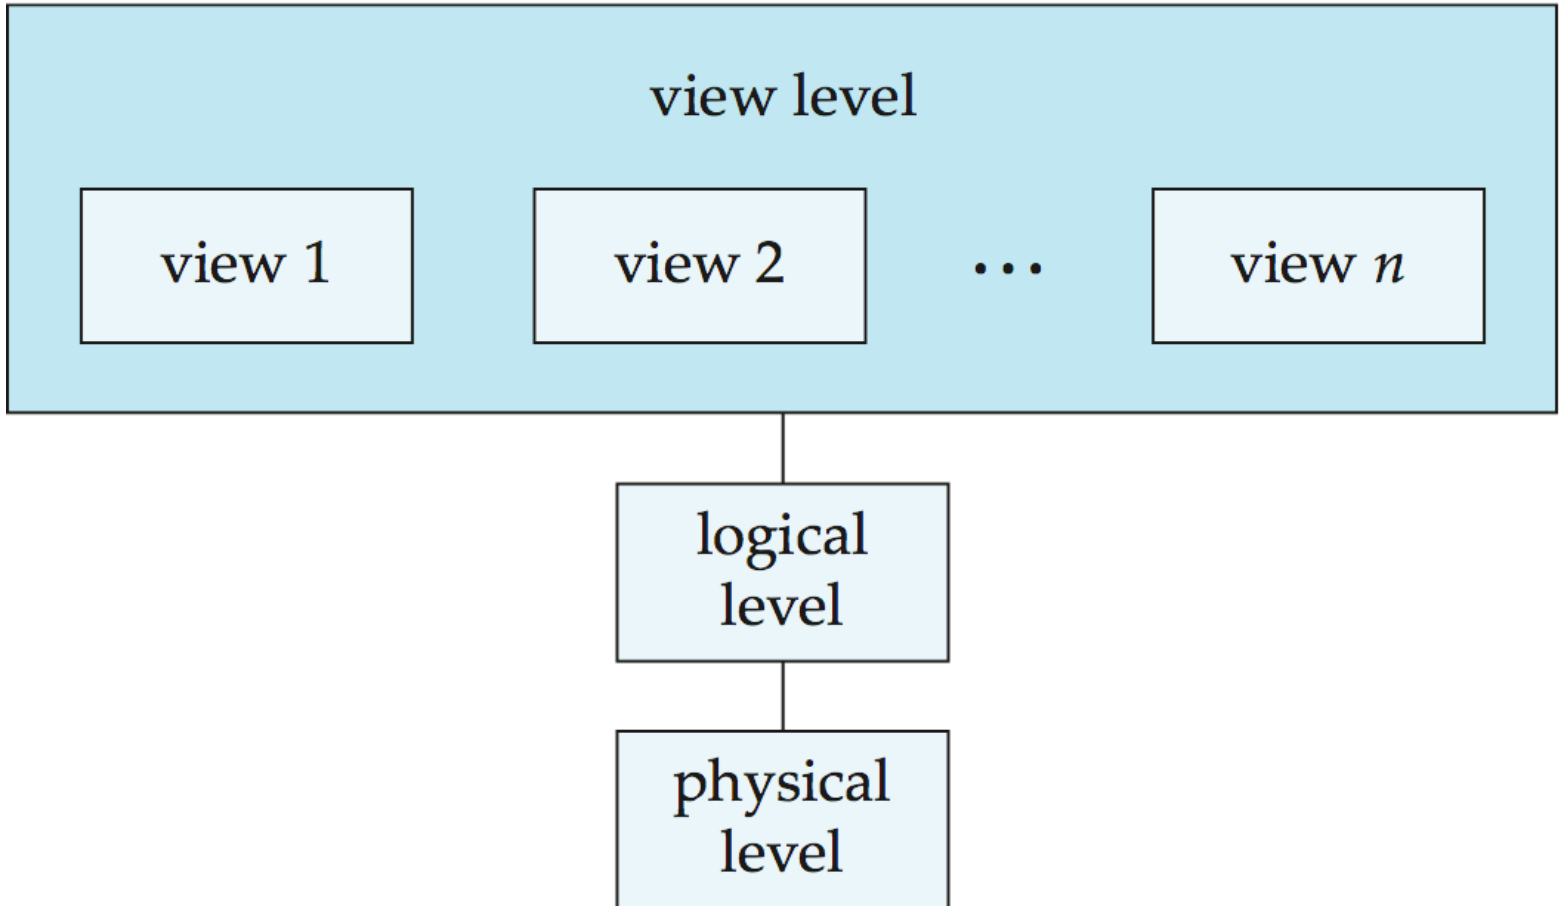 view level
view 1
view 2
...
view n
logical
level
physical
level